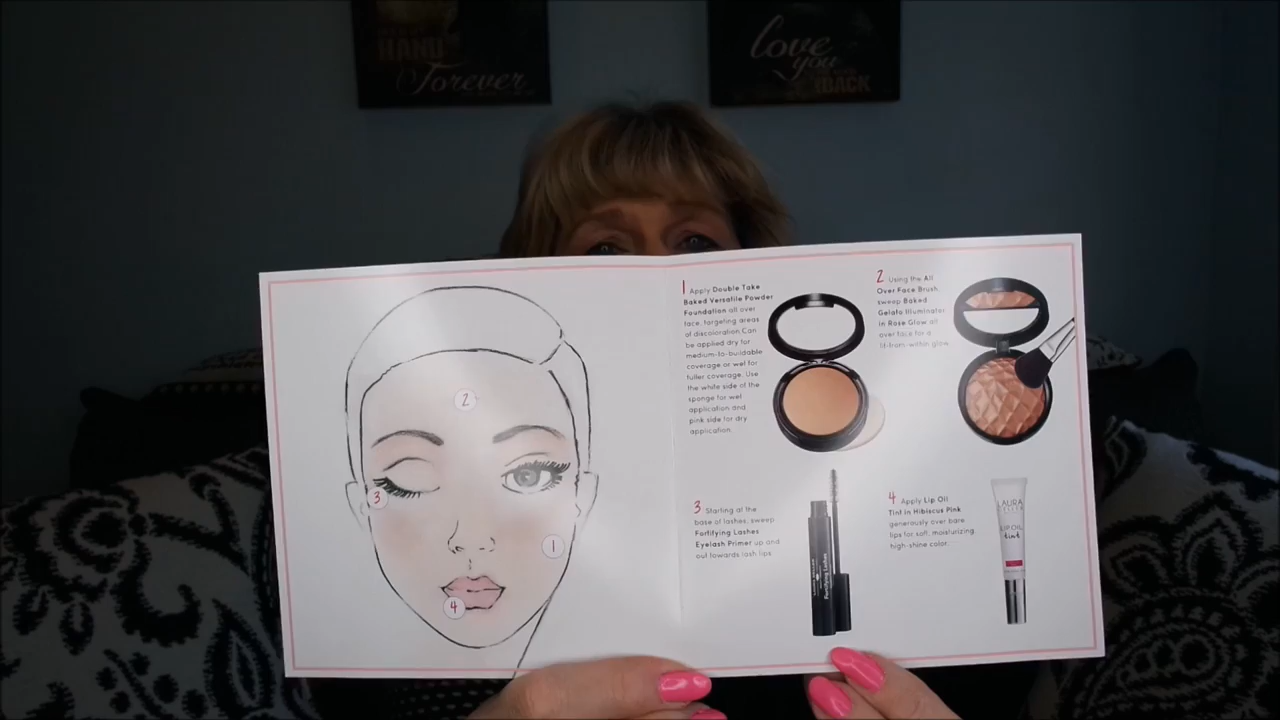 HAND
Forever
love
you
BACK
2
3
1
4
1 Apply Double Take
Baked Versatile Powder
Foundation all over
face, targeting areas
of discoloration. Can
be applied dry for
medium-to-buildable
coverage or wet for
fuller coverage. Use
the white side of the
sponge for wet
application and
pink side for dry
application.
2 Using the All
Over Face Brush,
sweep Baked
Gelato Illuminator
in Rose Glow all
over face for a
lit-from-within glow.
3 Starting at the
base of lashes, sweep
Fortifying Lashes
Eyelash Primer up and
out towards lash tips
Fortifying Lashes
4 Apply Lip Oil
Tint in Hibiscus Pink
generously over bare
lips for soft, moisturizing,
high-shine color.
LAURA
GELLER
LIP OIL
tint